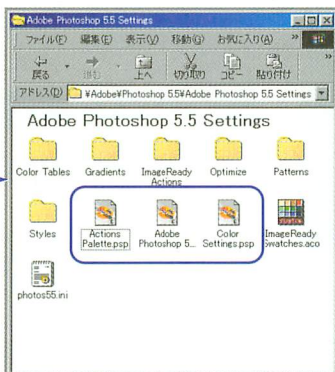 Adobe Photoshop 5.5 Settings
ファイル(F) 編集(E) 表示(V) 移動(G) お気に入り(A) »
戻る 進む 上へ 切り取り コピー 貼り付け »
アドレス(D) ¥Adobe¥Photoshop 5.5¥Adobe Photoshop 5.5 Settings
Adobe Photoshop 5.5 Settings
Color Tables Gradients ImageReady Actions Optimize Patterns
Styles Actions Palette.psp Adobe Photoshop 5... Color Settings.psp ImageReady Swatches.aco
photos55.ini